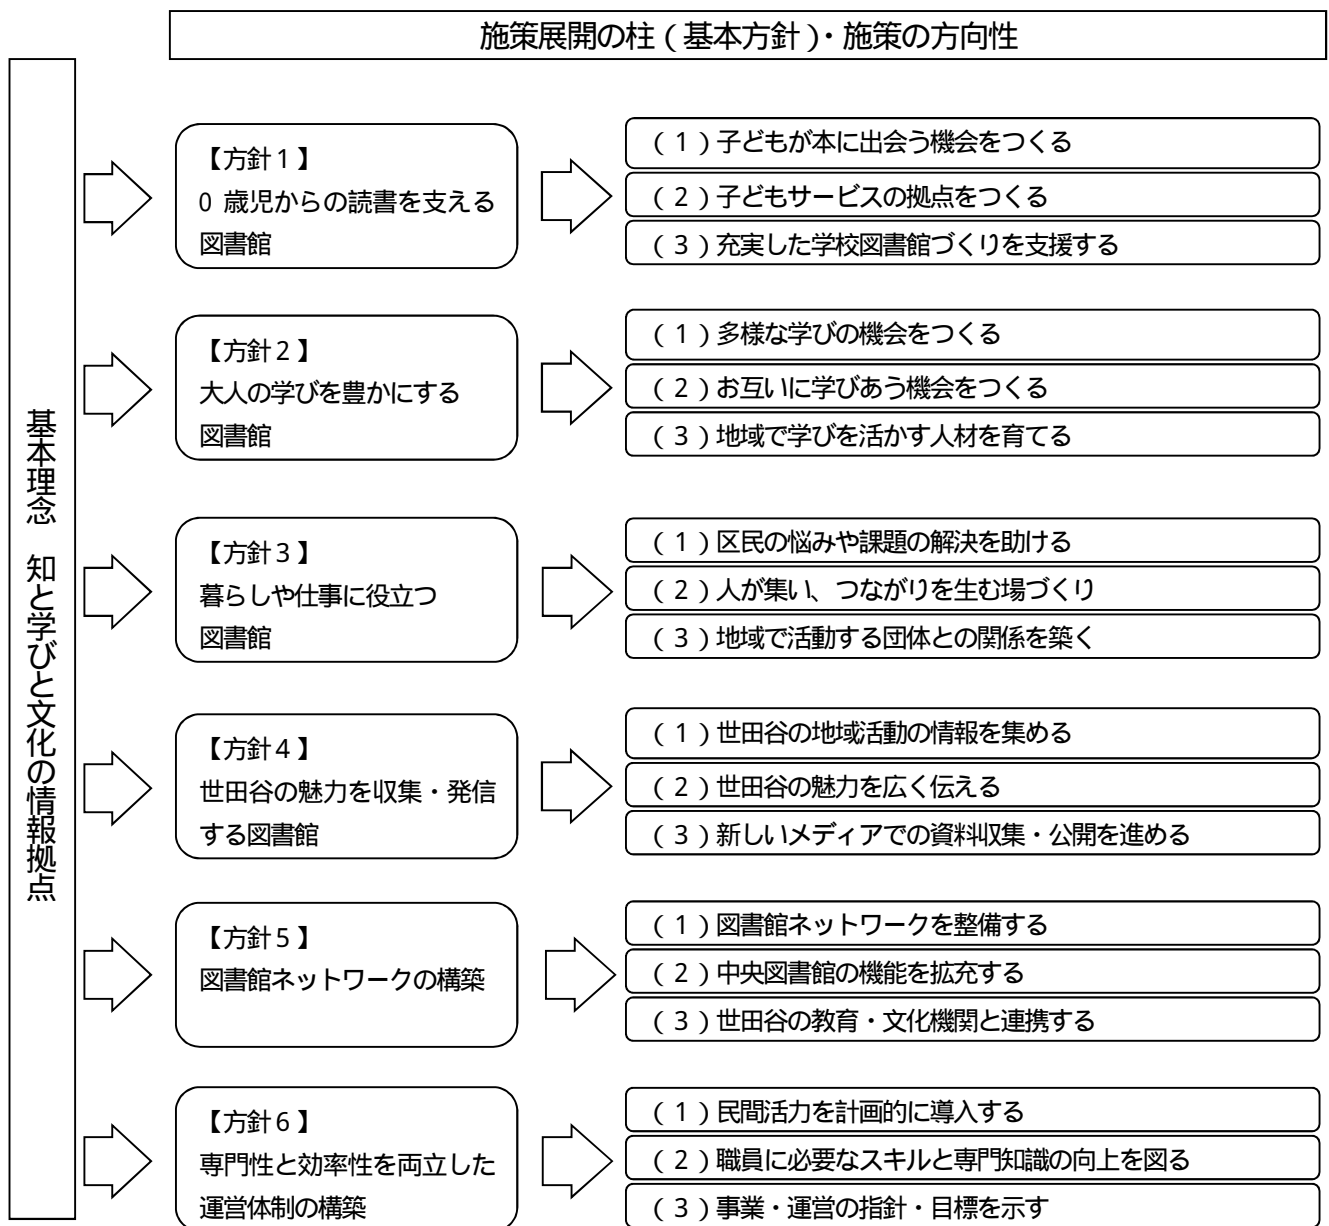 施策展開の柱（基本方針）・施策の方向性
基本理念　知と学びと文化の情報拠点
【方針１】
0 歳児からの読書を支える
図書館
（１）子どもが本に出会う機会をつくる
（２）子どもサービスの拠点をつくる
（３）充実した学校図書館づくりを支援する
【方針２】
大人の学びを豊かにする
図書館
（１）多様な学びの機会をつくる
（２）お互いに学びあう機会をつくる
（３）地域で学びを活かす人材を育てる
【方針３】
暮らしや仕事に役立つ
図書館
（１）区民の悩みや課題の解決を助ける
（２）人が集い、つながりを生む場づくり
（３）地域で活動する団体との関係を築く
【方針４】
世田谷の魅力を収集・発信
する図書館
（１）世田谷の地域活動の情報を集める
（２）世田谷の魅力を広く伝える
（３）新しいメディアでの資料収集・公開を進める
【方針５】
図書館ネットワークの構築
（１）図書館ネットワークを整備する
（２）中央図書館の機能を拡充する
（３）世田谷の教育・文化機関と連携する
【方針６】
専門性と効率性を両立した
運営体制の構築
（１）民間活力を計画的に導入する
（２）職員に必要なスキルと専門知識の向上を図る
（３）事業・運営の指針・目標を示す